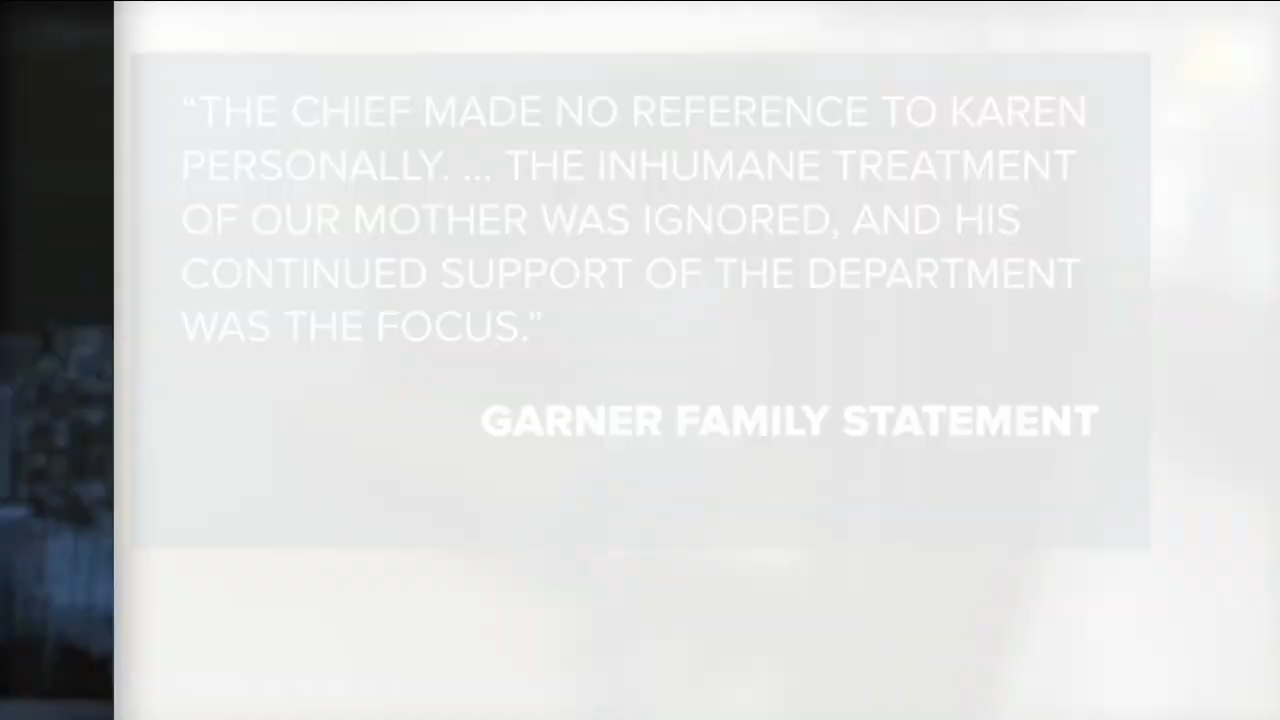 “THE CHIEF MADE NO REFERENCE TO KAREN
PERSONALLY. ... THE INHUMANE TREATMENT
OF OUR MOTHER WAS IGNORED, AND HIS
CONTINUED SUPPORT OF THE DEPARTMENT
WAS THE FOCUS.”
GARNER FAMILY STATEMENT